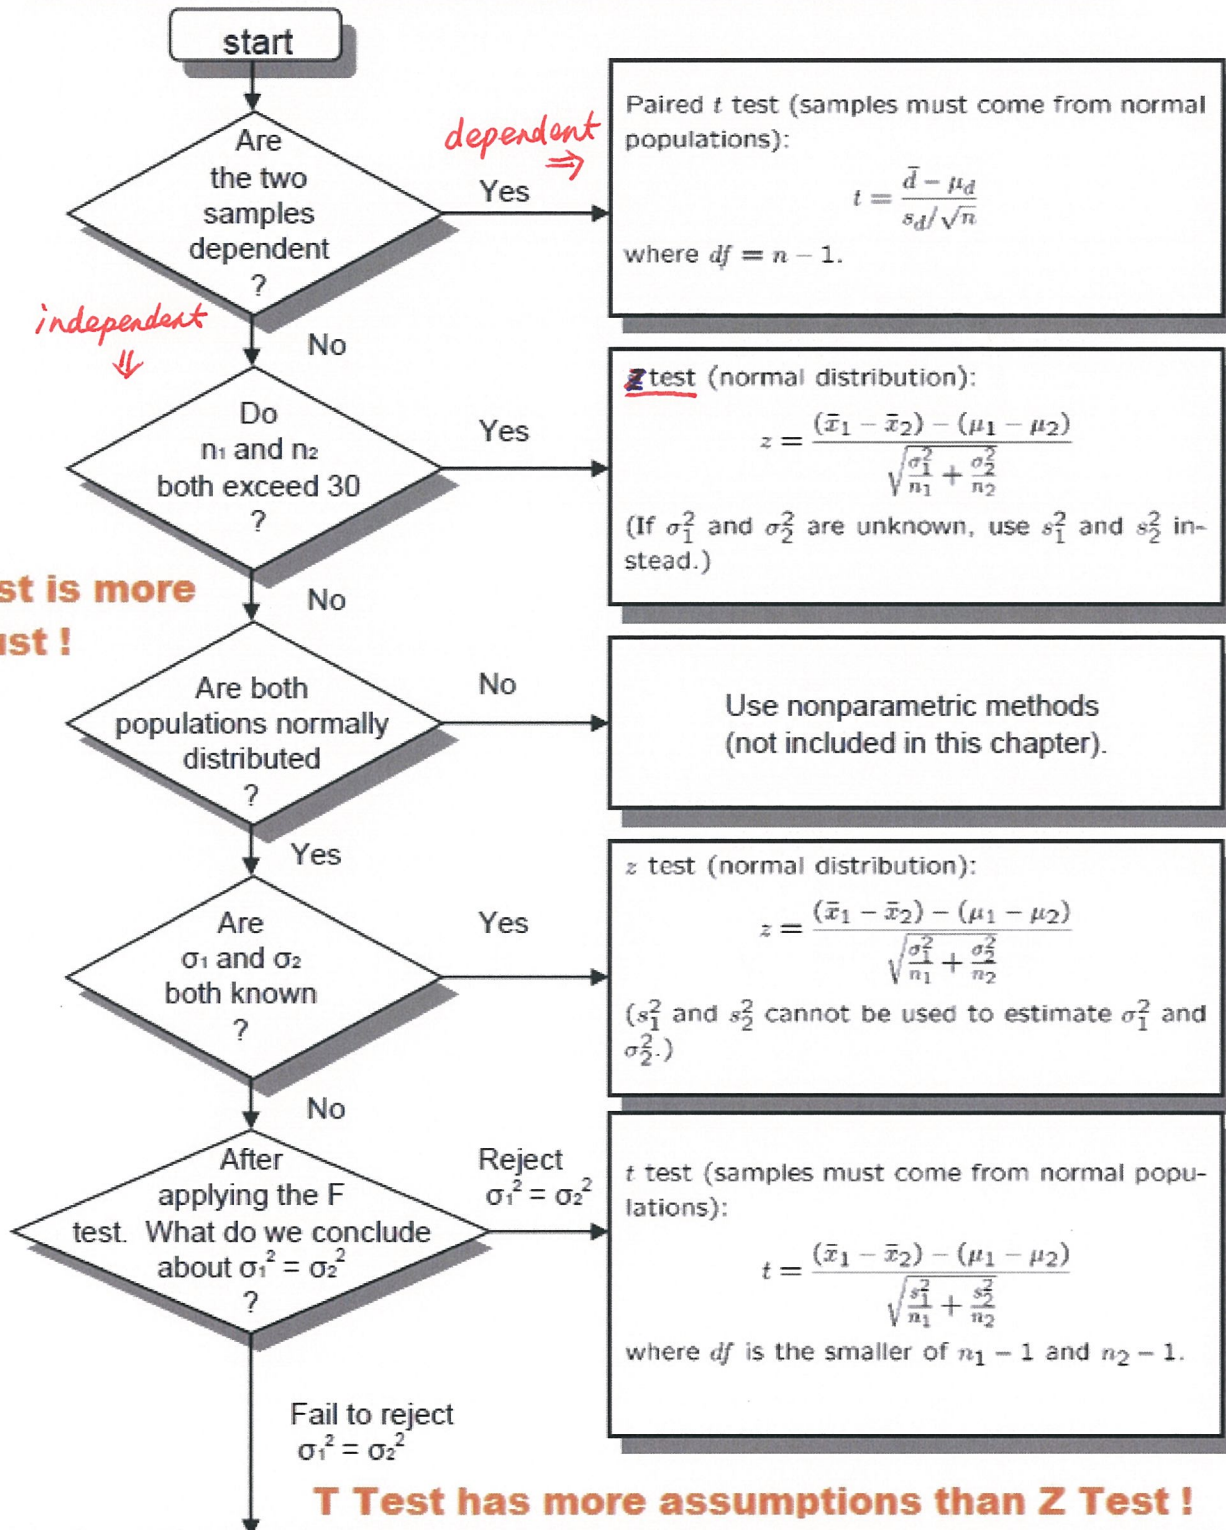 start
Are
the two
samples
dependent
?
Yes
dependent
⇒
Paired t test (samples must come from normal
populations):
t = (d̄ − μ_d) / (s_d/√n)
where df = n − 1.
independent
⇓
No
Do
n₁ and n₂
both exceed 30
?
Yes
Z test (normal distribution):
z = ((x̄₁ − x̄₂) − (μ₁ − μ₂)) / √(σ₁²/n₁ + σ₂²/n₂)
(If σ₁² and σ₂² are unknown, use s₁² and s₂² in-
stead.)
st is more
ust !
No
Are both
populations normally
distributed
?
No
Use nonparametric methods
(not included in this chapter).
Yes
Are
σ₁ and σ₂
both known
?
Yes
z test (normal distribution):
z = ((x̄₁ − x̄₂) − (μ₁ − μ₂)) / √(σ₁²/n₁ + σ₂²/n₂)
(s₁² and s₂² cannot be used to estimate σ₁² and
σ₂².)
No
After
applying the F
test. What do we conclude
about σ₁² = σ₂²
?
Reject
σ₁² = σ₂²
t test (samples must come from normal popu-
lations):
t = ((x̄₁ − x̄₂) − (μ₁ − μ₂)) / √(s₁²/n₁ + s₂²/n₂)
where df is the smaller of n₁ − 1 and n₂ − 1.
Fail to reject
σ₁² = σ₂²
T Test has more assumptions than Z Test !